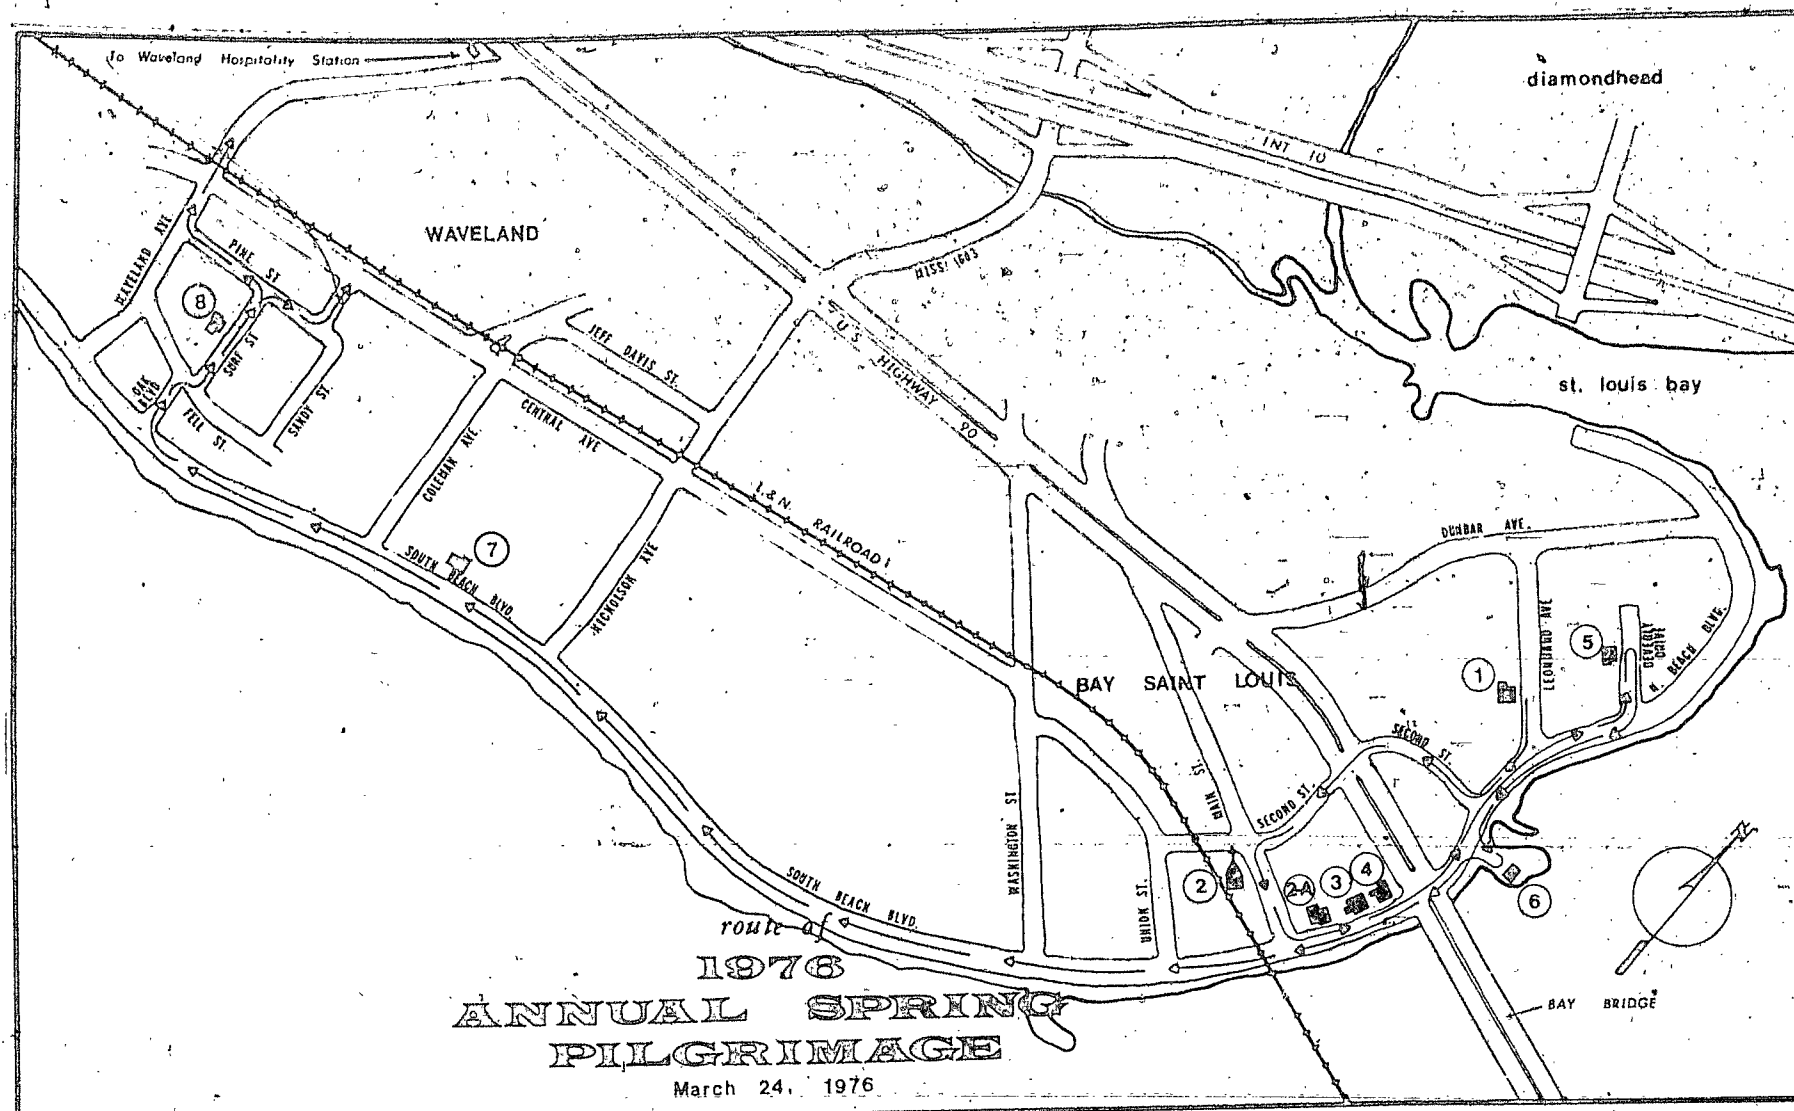 To Waveland Hospitality Station
diamondhead
INT 10
WAVELAND
WAVELAND AVE
PINE ST
8
SURF ST
OAK
BLVD
FELL ST.
SANDY ST.
MISS. 1603
JEFF DAVIS ST.
U.S. HIGHWAY 90
st. louis bay
COLEMAN AVE.
CENTRAL AVE
7
SOUTH BEACH BLVD.
NICHOLSON AVE
L. & N. RAILROAD
DUNBAR AVE.
LEONHARD AVE
5
BEVERLY
DRIVE
N. BEACH BLVD.
1
BAY SAINT LOUIS
SECOND ST.
MAIN ST.
SECOND ST.
WASHINGTON ST
UNION ST.
2
2-A
3
4
6
SOUTH BEACH BLVD.
N
BAY BRIDGE
route of
1976
ANNUAL SPRING
PILGRIMAGE
March 24, 1976